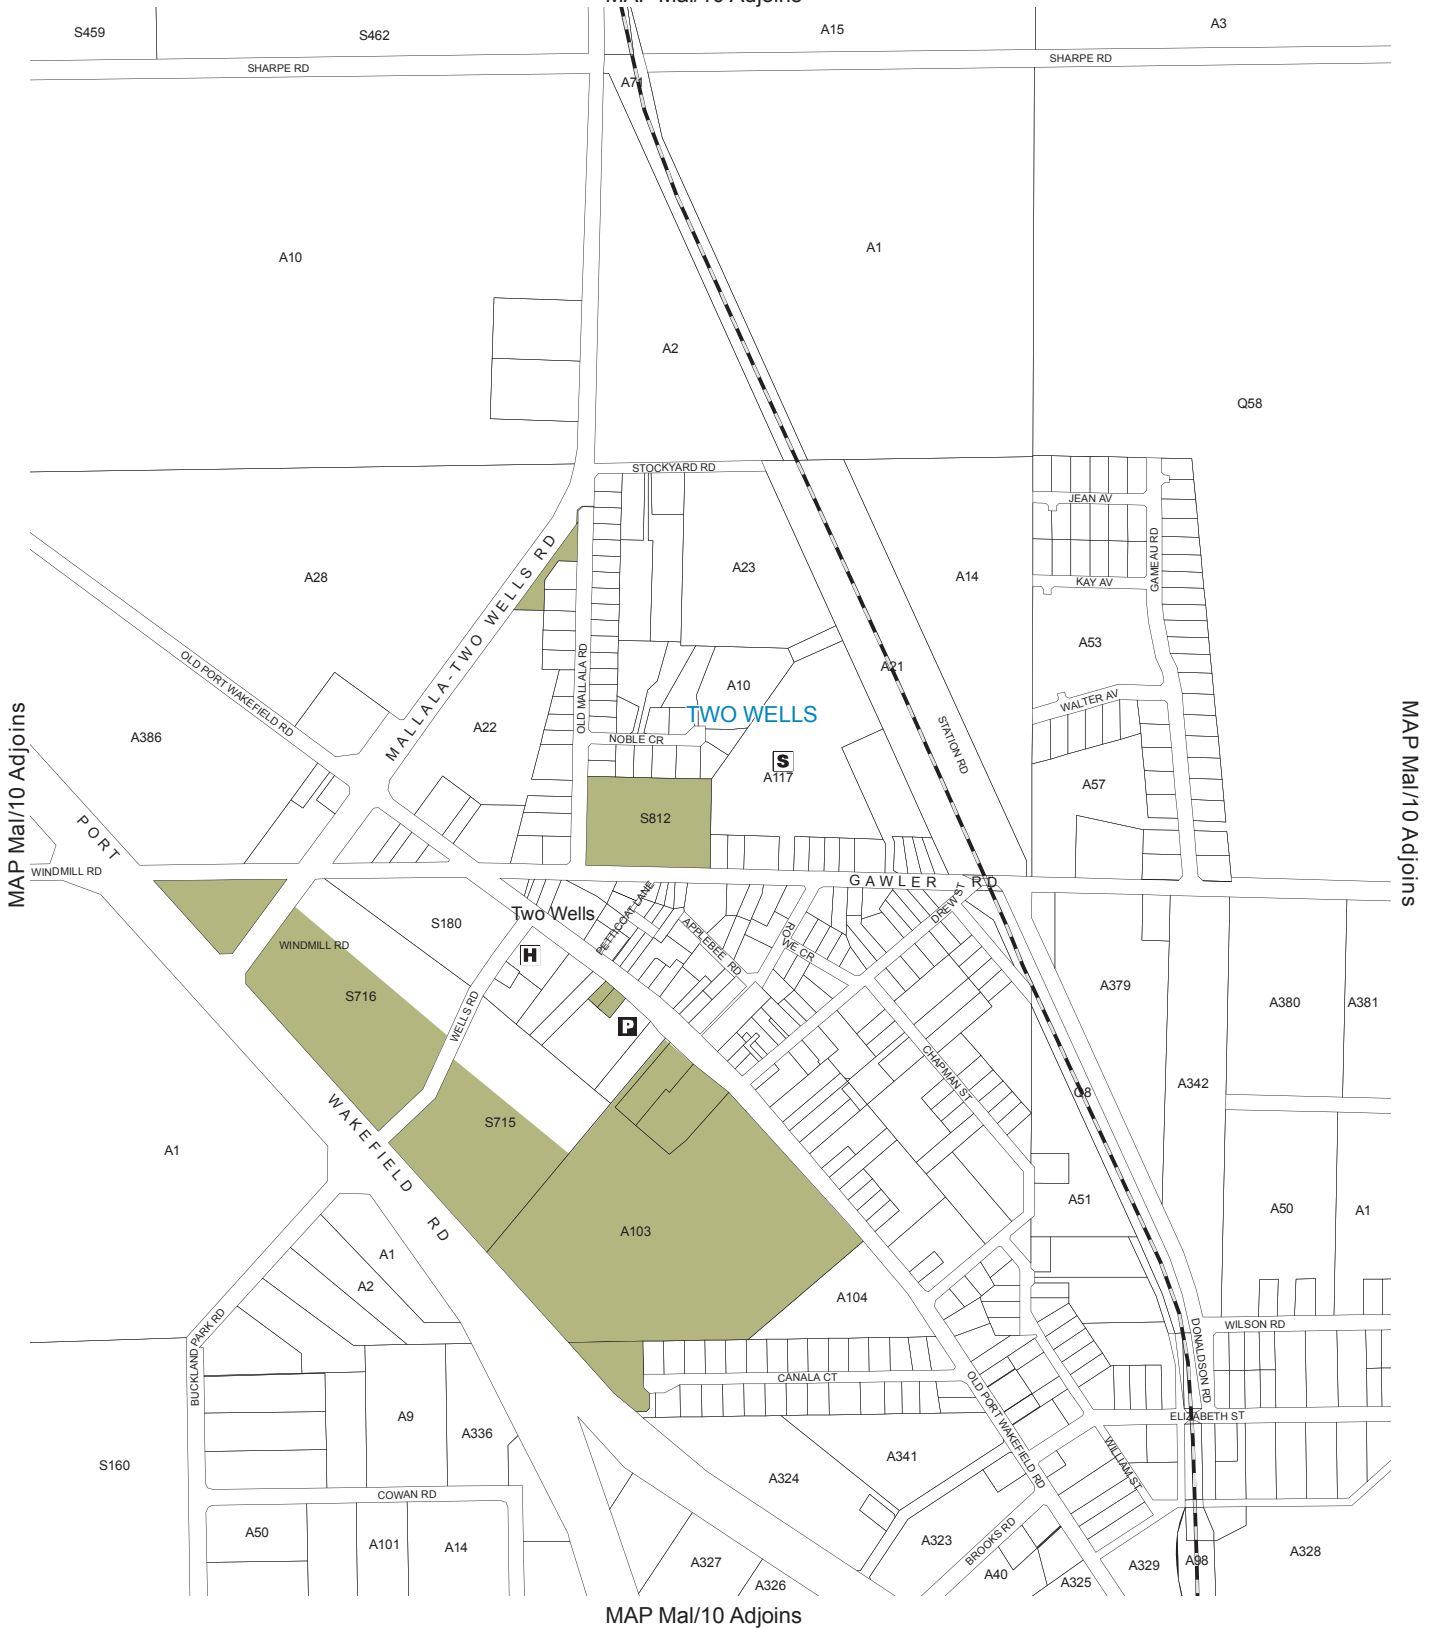 MAP Mal/10 Adjoins
S459
S462
A15
A3
SHARPE RD
SHARPE RD
A71
A10
A1
A2
Q58
STOCKYARD RD
JEAN AV
GAMEAU RD
KAY AV
A28
A23
A14
MALLALA-TWO WELLS RD
OLD PORT WAKEFIELD RD
OLD MALLALA RD
A53
A21
A10
WALTER AV
TWO WELLS
A386
A22
NOBLE CR
STATION RD
MAP Mal/10 Adjoins
MAP Mal/10 Adjoins
S
A117
A57
S812
PORT
WINDMILL RD
GAWLER RD
S180
Two Wells
PETTICOAT LANE
APPLEBEE RD
ROWE CR
DREW ST
WINDMILL RD
H
S716
WELLS RD
P
A379
A380
A381
CHAPMAN ST
Q8
A342
WAKEFIELD RD
S715
A1
A103
A51
A50
A1
A1
A2
A104
BUCKLAND PARK RD
DONALDSON RD
WILSON RD
CANALA CT
OLD PORT WAKEFIELD RD
ELIZABETH ST
A9
A336
WILLIAM ST
S160
A324
A341
COWAN RD
A50
A101
A14
A323
BROOKS RD
A327
A326
A40
A325
A329
A98
A328
MAP Mal/10 Adjoins